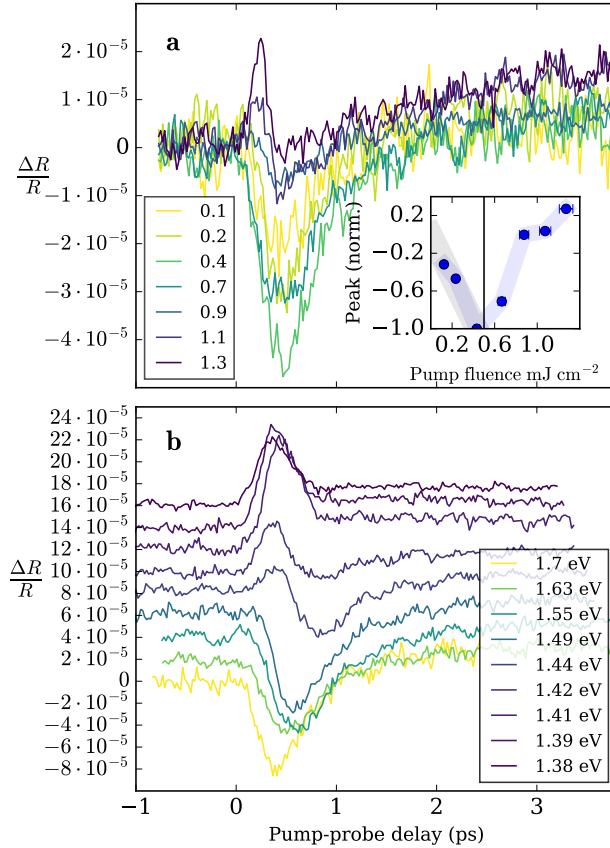 a
ΔR
R
2·10⁻⁵
1·10⁻⁵
0
−1·10⁻⁵
−2·10⁻⁵
−3·10⁻⁵
−4·10⁻⁵
0.1
0.2
0.4
0.7
0.9
1.1
1.3
Peak (norm.)
0.2
−0.2
−0.6
−1.0
0.2 0.6 1.0
Pump fluence mJ cm⁻²
b
ΔR
R
24·10⁻⁵
22·10⁻⁵
20·10⁻⁵
18·10⁻⁵
16·10⁻⁵
14·10⁻⁵
12·10⁻⁵
10·10⁻⁵
8·10⁻⁵
6·10⁻⁵
4·10⁻⁵
2·10⁻⁵
0
−2·10⁻⁵
−4·10⁻⁵
−6·10⁻⁵
−8·10⁻⁵
1.7 eV
1.63 eV
1.55 eV
1.49 eV
1.44 eV
1.42 eV
1.41 eV
1.39 eV
1.38 eV
−1 0 1 2 3
Pump-probe delay (ps)